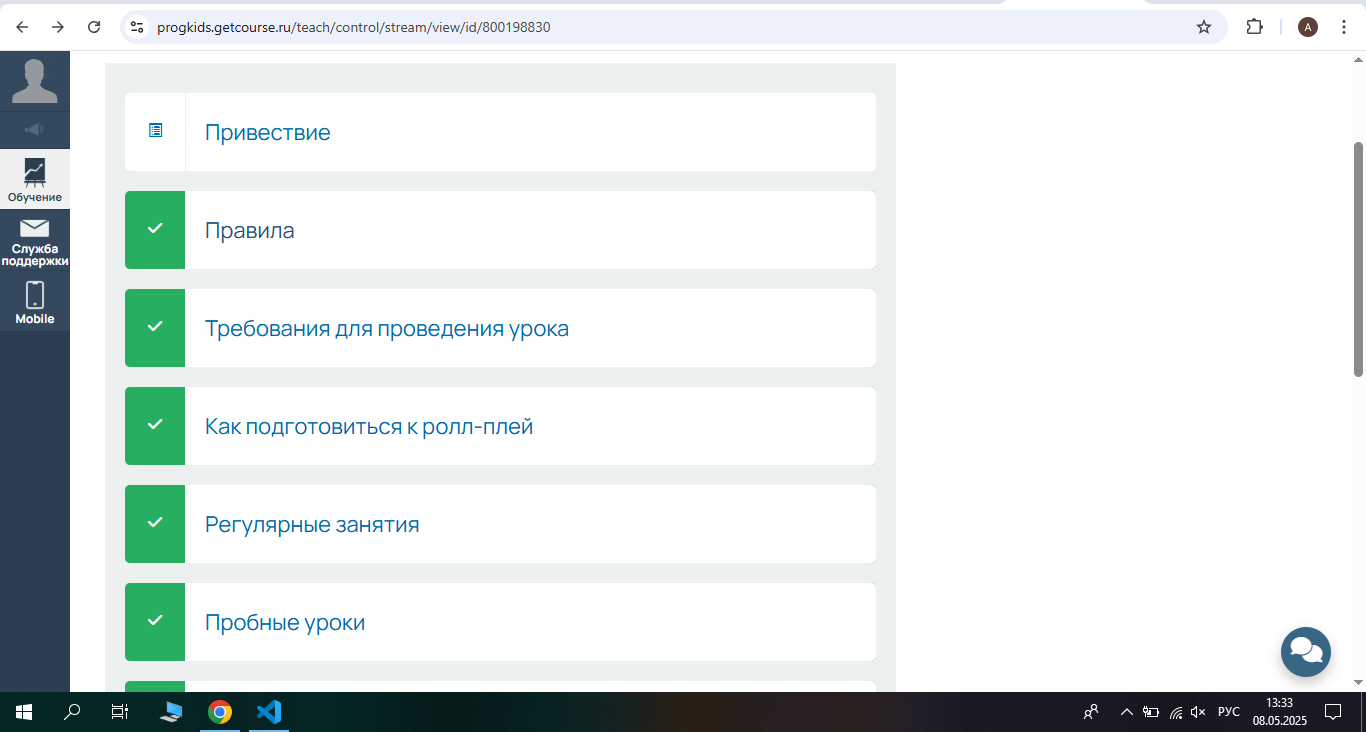 progkids.getcourse.ru/teach/control/stream/view/id/800198830
A
Обучение
Служба
поддержки
Mobile
Привествие
Правила
Требования для проведения урока
Как подготовиться к ролл-плей
Регулярные занятия
Пробные уроки
РУС
13:33
08.05.2025